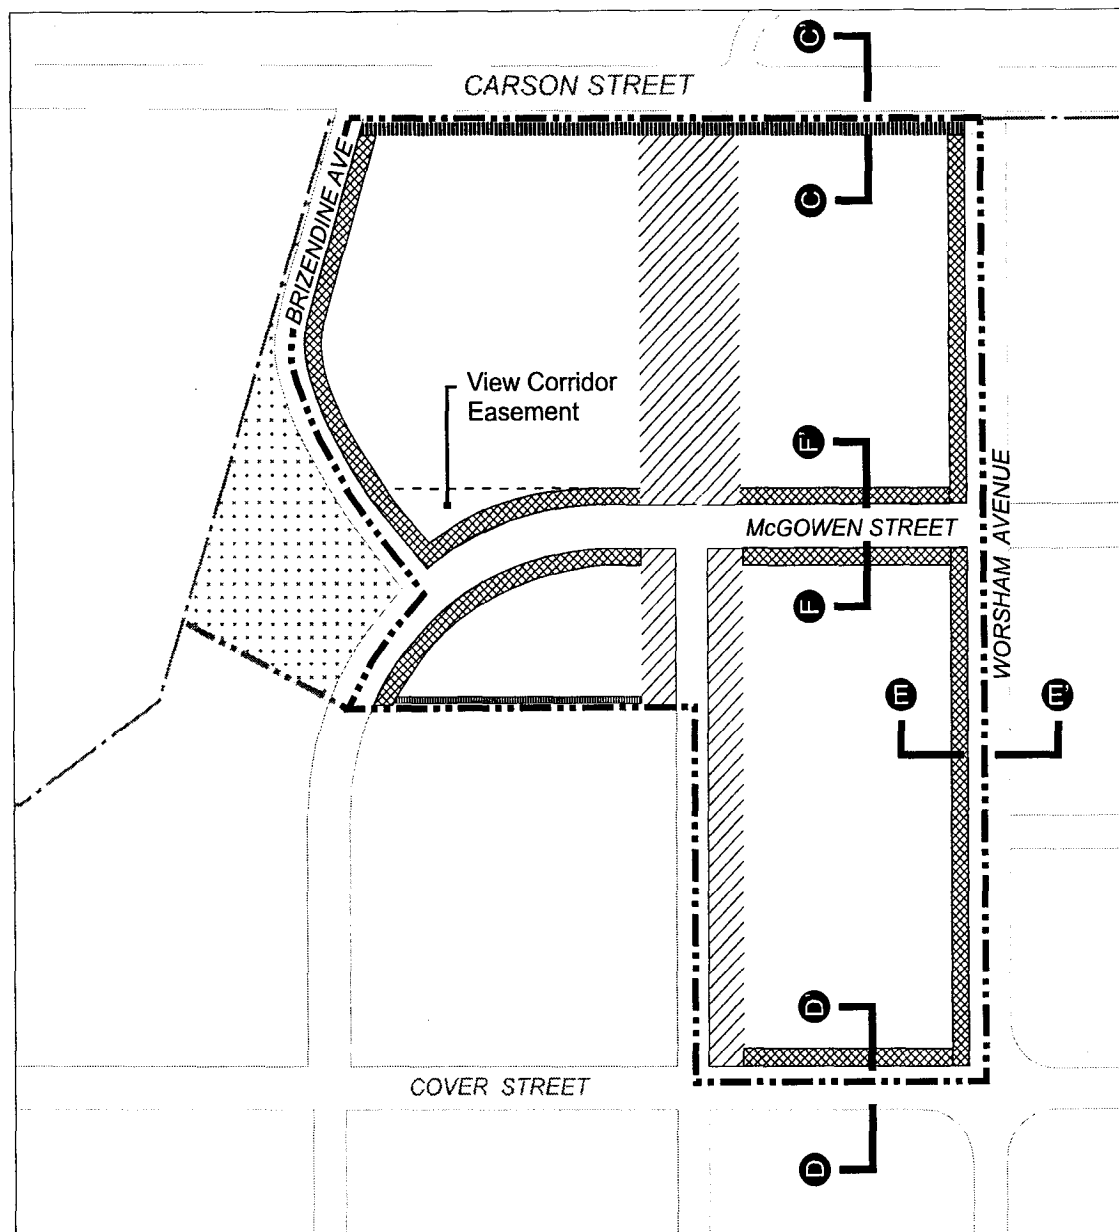 C'
CARSON STREET
C
BRIZENDINE AVE
View Corridor
Easement
F'
McGOWEN STREET
WORSHAM AVENUE
F
E
E'
D'
COVER STREET
D